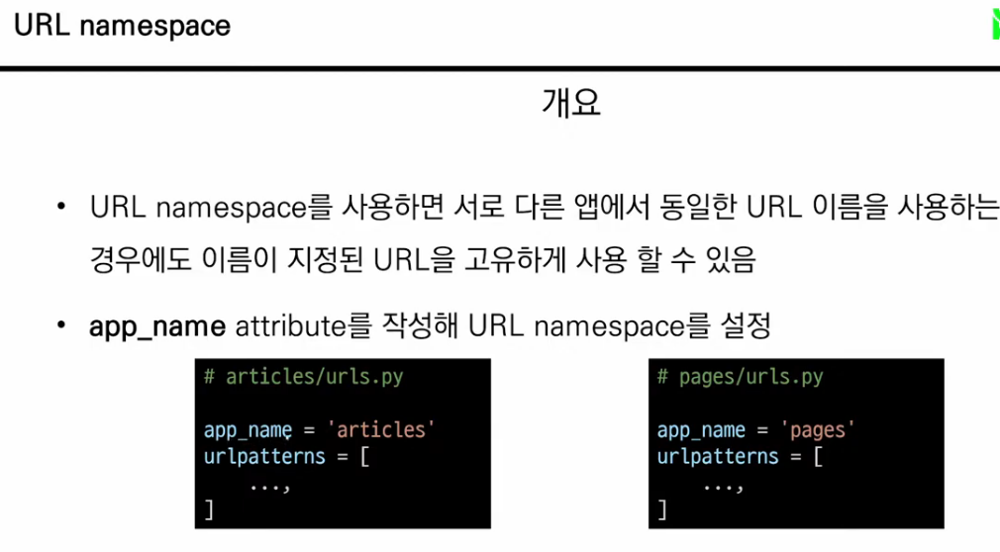 URL namespace
개요
• URL namespace를 사용하면 서로 다른 앱에서 동일한 URL 이름을 사용하는
경우에도 이름이 지정된 URL을 고유하게 사용 할 수 있음
• app_name attribute를 작성해 URL namespace를 설정
# articles/urls.py
app_name = 'articles'
urlpatterns = [
...,
]
# pages/urls.py
app_name = 'pages'
urlpatterns = [
...,
]